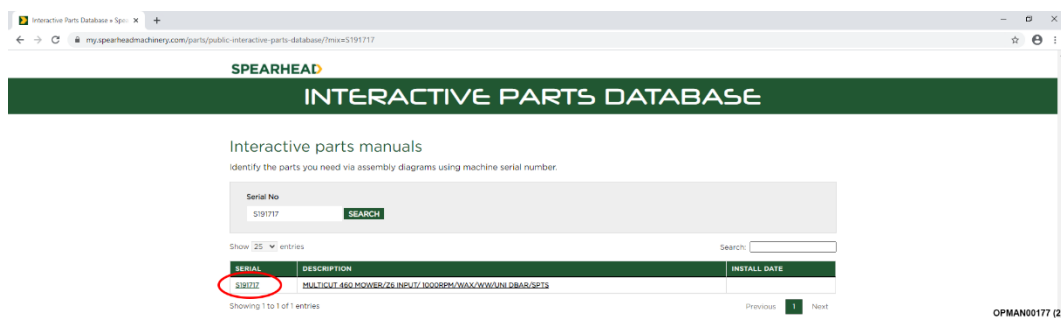 Interactive Parts Database « Spe
my.spearheadmachinery.com/parts/public-interactive-parts-database/?mix=S191717
SPEARHEAD
INTERACTIVE PARTS DATABASE
Interactive parts manuals
Identify the parts you need via assembly diagrams using machine serial number.
Serial No
S191717 SEARCH
Show 25 entries Search:
SERIAL DESCRIPTION INSTALL DATE
S191717 MULTICUT 460 MOWER/Z6 INPUT/ 1000RPM/WAX/WW/UNI DBAR/SPTS
Showing 1 to 1 of 1 entries Previous 1 Next
OPMAN00177 (2